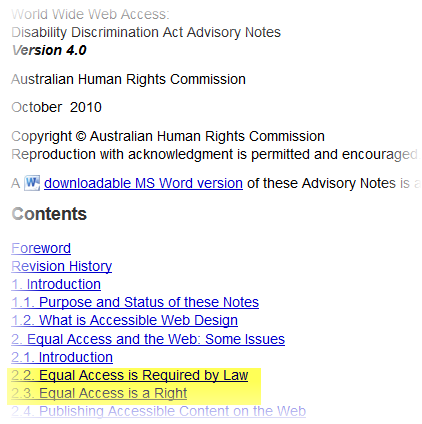 World Wide Web Access:
Disability Discrimination Act Advisory Notes
Version 4.0
Australian Human Rights Commission
October 2010
Copyright © Australian Human Rights Commission
Reproduction with acknowledgment is permitted and encouraged
A downloadable MS Word version of these Advisory Notes is a
Contents
Foreword
Revision History
1. Introduction
1.1. Purpose and Status of these Notes
1.2. What is Accessible Web Design
2. Equal Access and the Web: Some Issues
2.1. Introduction
2.2. Equal Access is Required by Law
2.3. Equal Access is a Right
2.4. Publishing Accessible Content on the Web